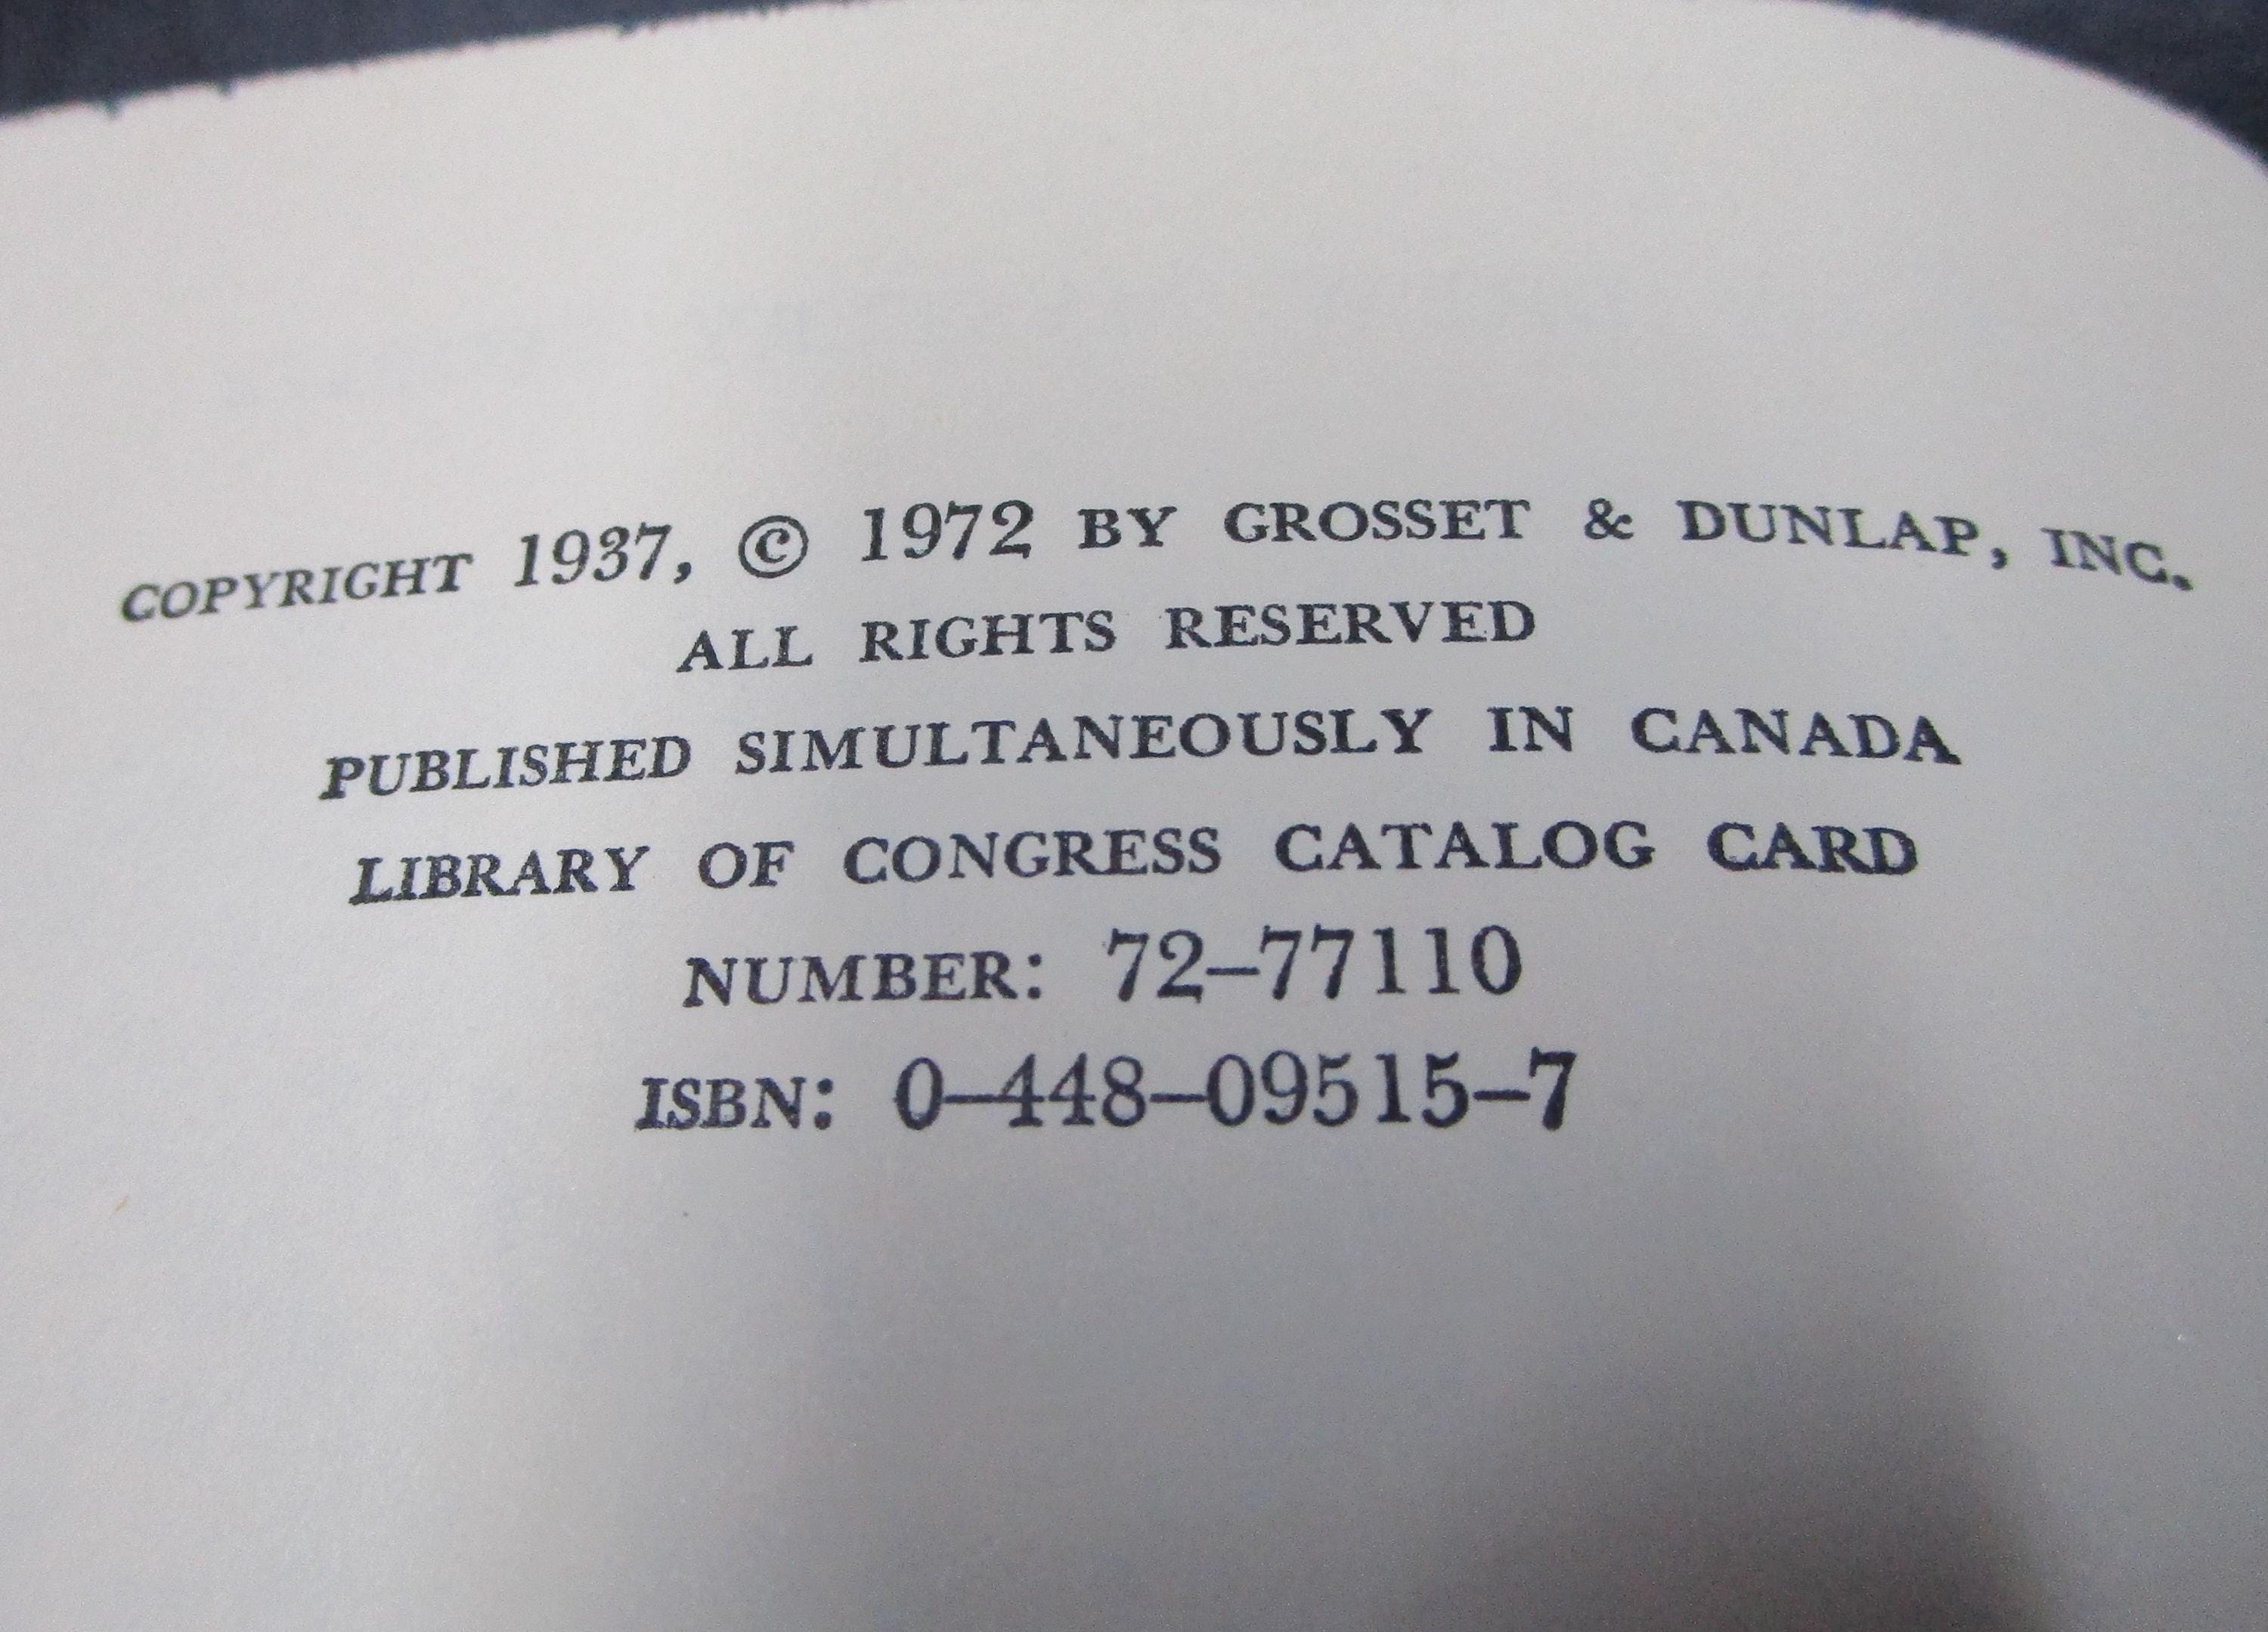 COPYRIGHT 1937, © 1972 BY GROSSET & DUNLAP, INC.
ALL RIGHTS RESERVED
PUBLISHED SIMULTANEOUSLY IN CANADA
LIBRARY OF CONGRESS CATALOG CARD
NUMBER: 72–77110
ISBN: 0–448–09515–7